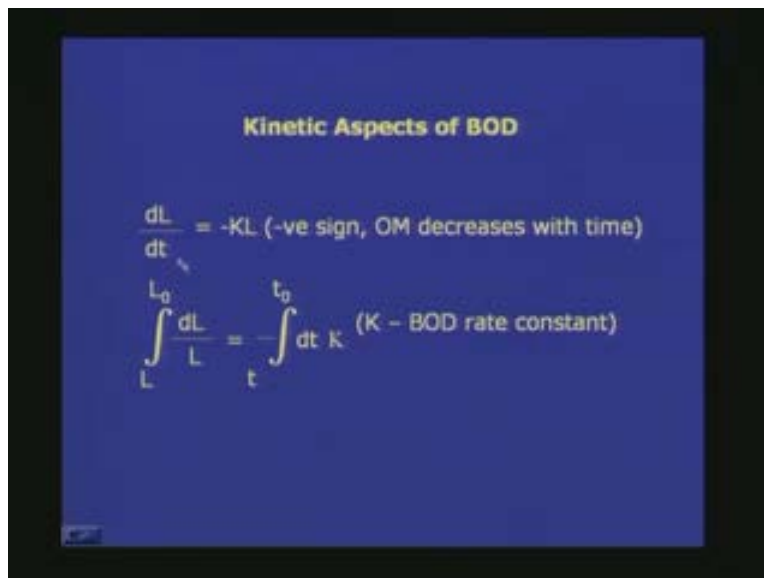 Kinetic Aspects of BOD
dL/dt = -KL (-ve sign, OM decreases with time)
∫_L^{L₀} dL/L = -∫_t^{t₀} dt K (K – BOD rate constant)